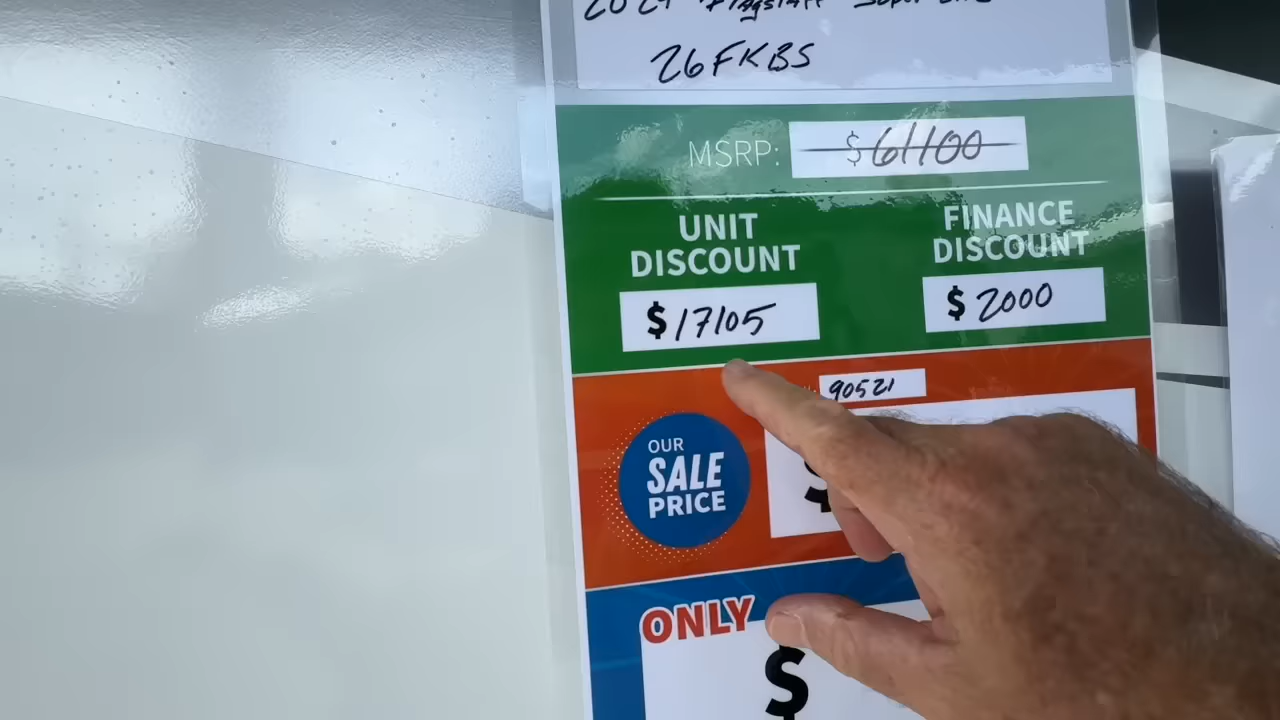 26FKBS
MSRP: $61100
UNIT
DISCOUNT
$17105
FINANCE
DISCOUNT
$2000
90521
OUR
SALE
PRICE
$
ONLY
$